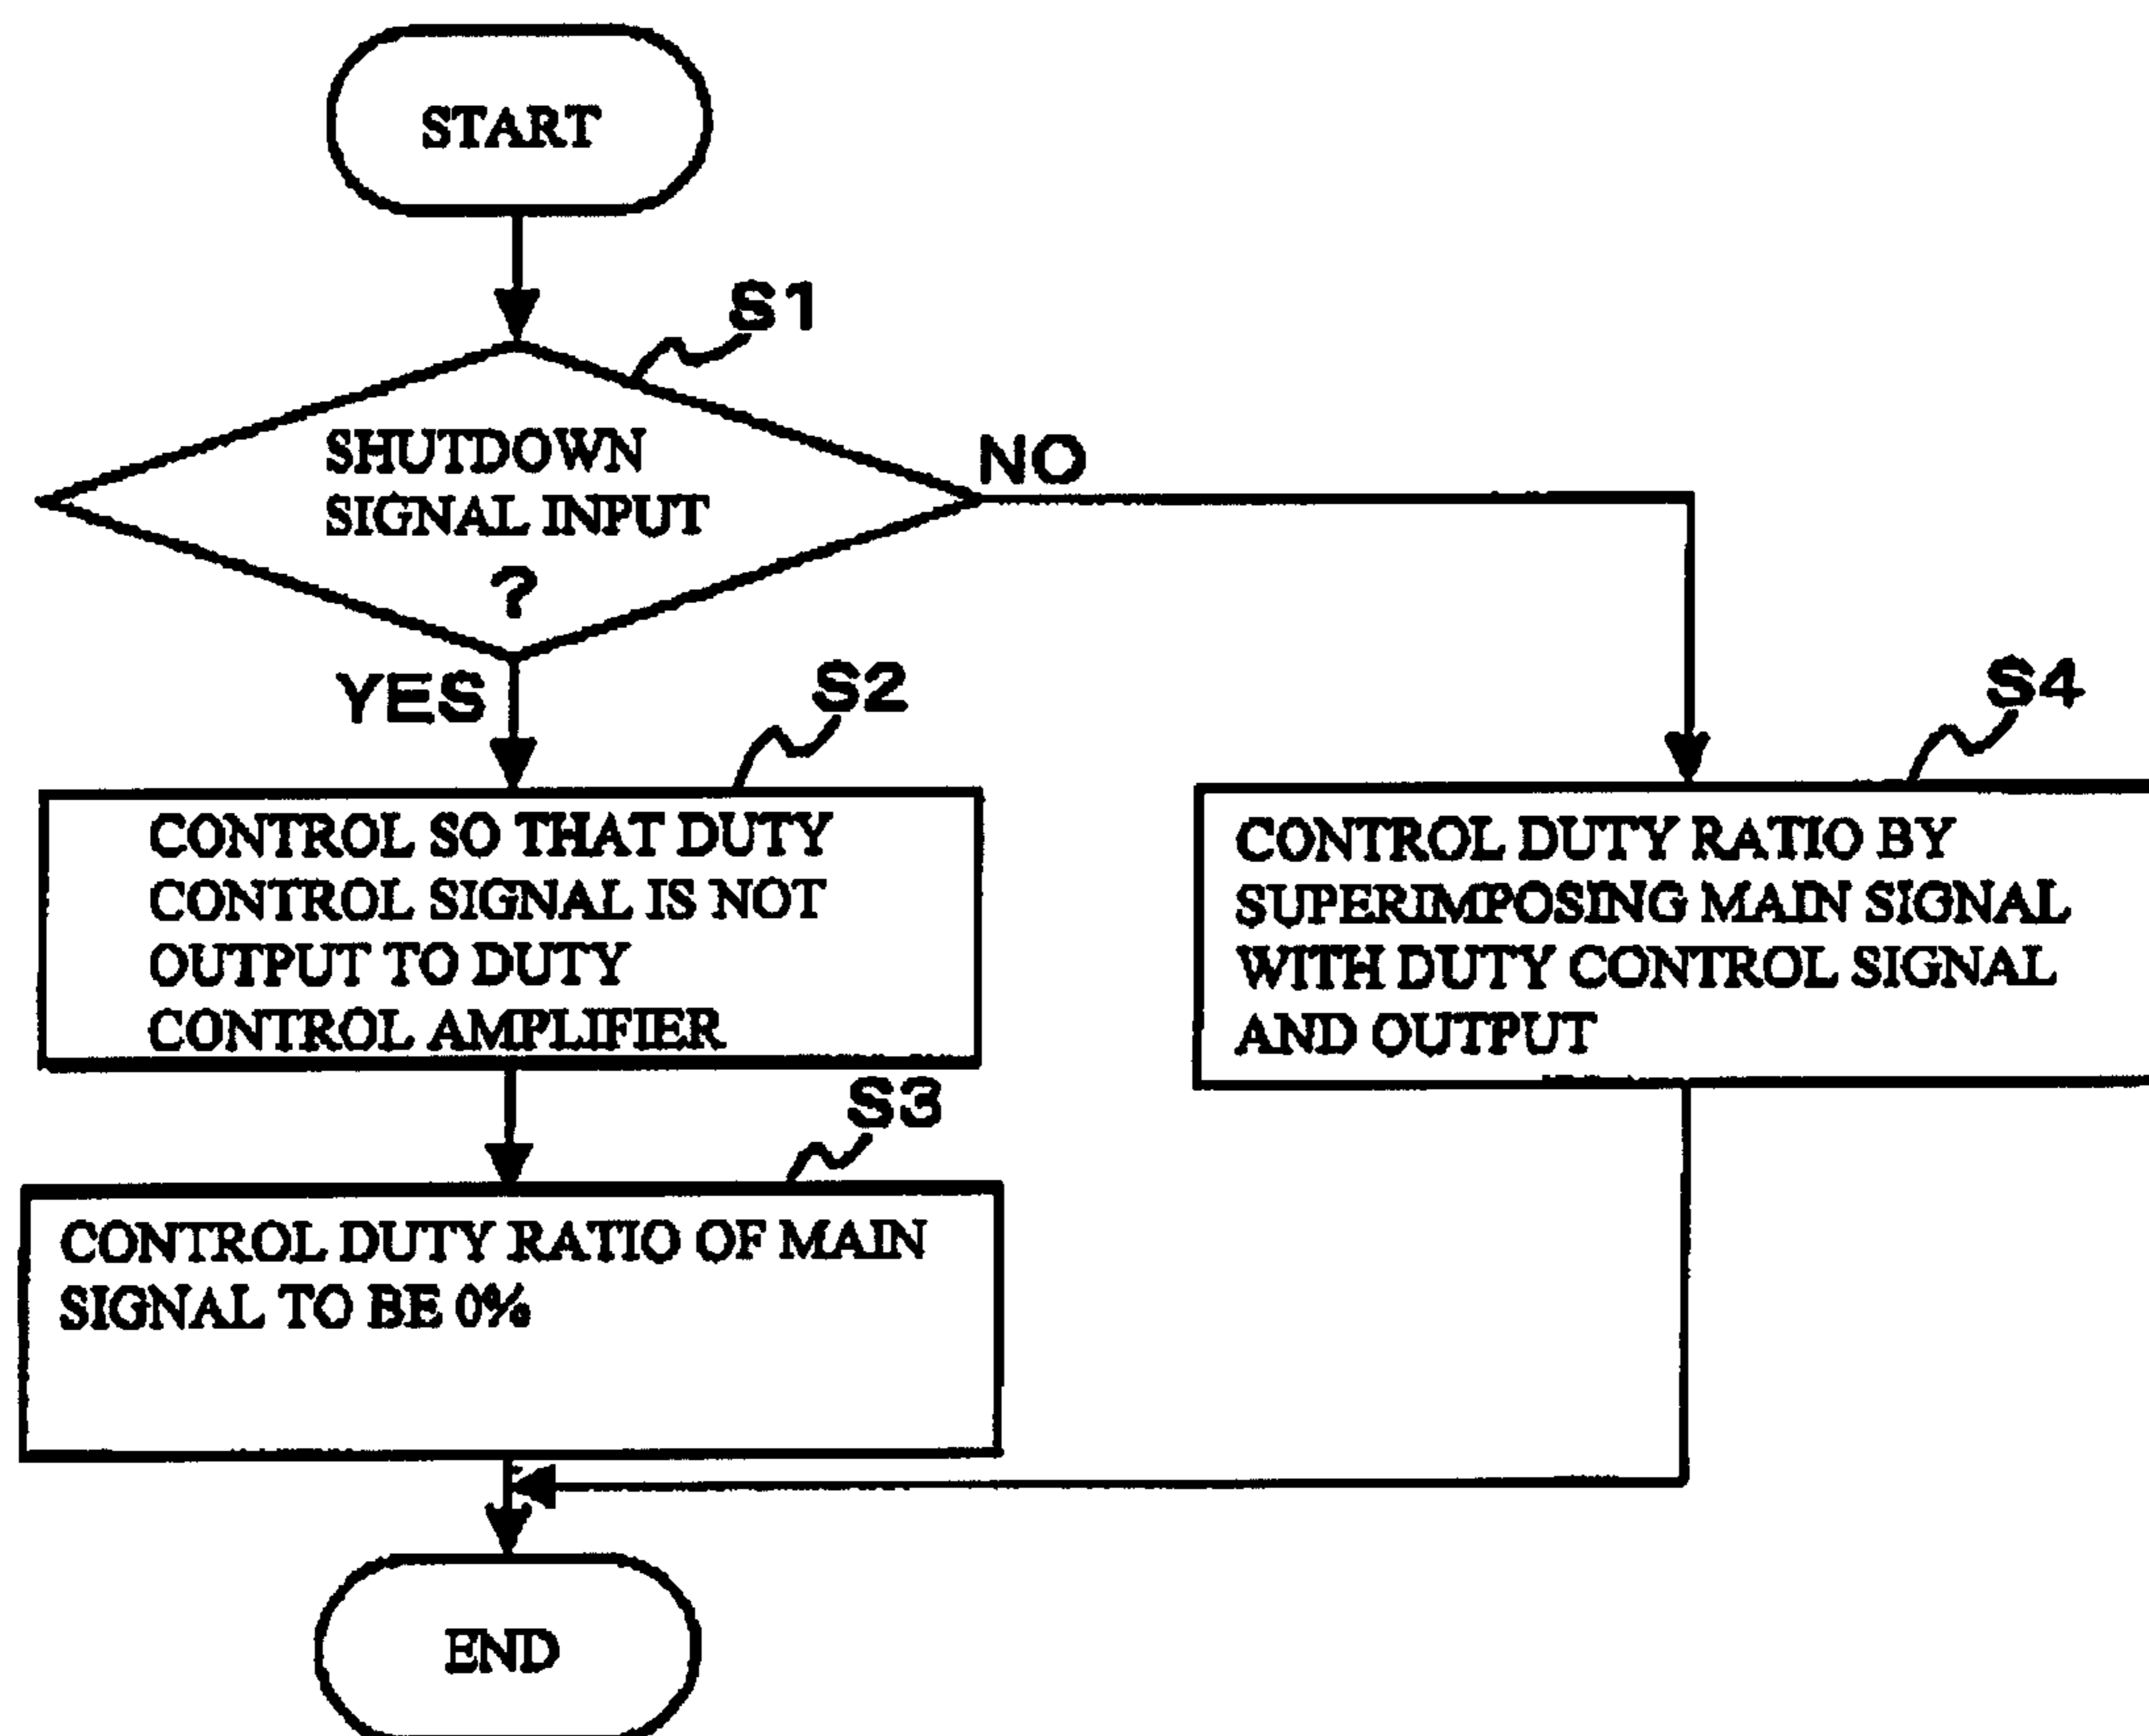 START
S1
SHUTDOWN
SIGNAL INPUT
?
NO
YES
S2
CONTROL SO THAT DUTY
CONTROL SIGNAL IS NOT
OUTPUT TO DUTY
CONTROL AMPLIFIER
S4
CONTROL DUTY RATIO BY
SUPERIMPOSING MAIN SIGNAL
WITH DUTY CONTROL SIGNAL
AND OUTPUT
S3
CONTROL DUTY RATIO OF MAIN
SIGNAL TO BE 0%
END